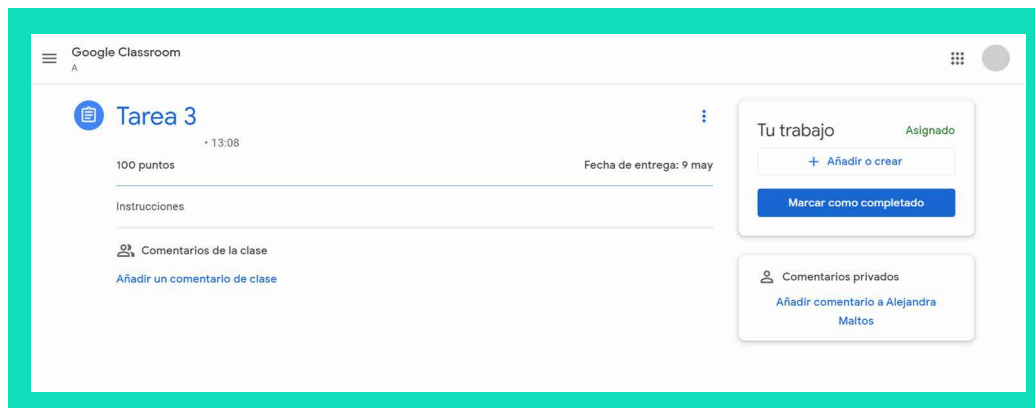 Google Classroom
A
Tarea 3
• 13:08
100 puntos
Fecha de entrega: 9 may
Instrucciones
Comentarios de la clase
Añadir un comentario de clase
Tu trabajo
Asignado
+ Añadir o crear
Marcar como completado
Comentarios privados
Añadir comentario a Alejandra
Maltos